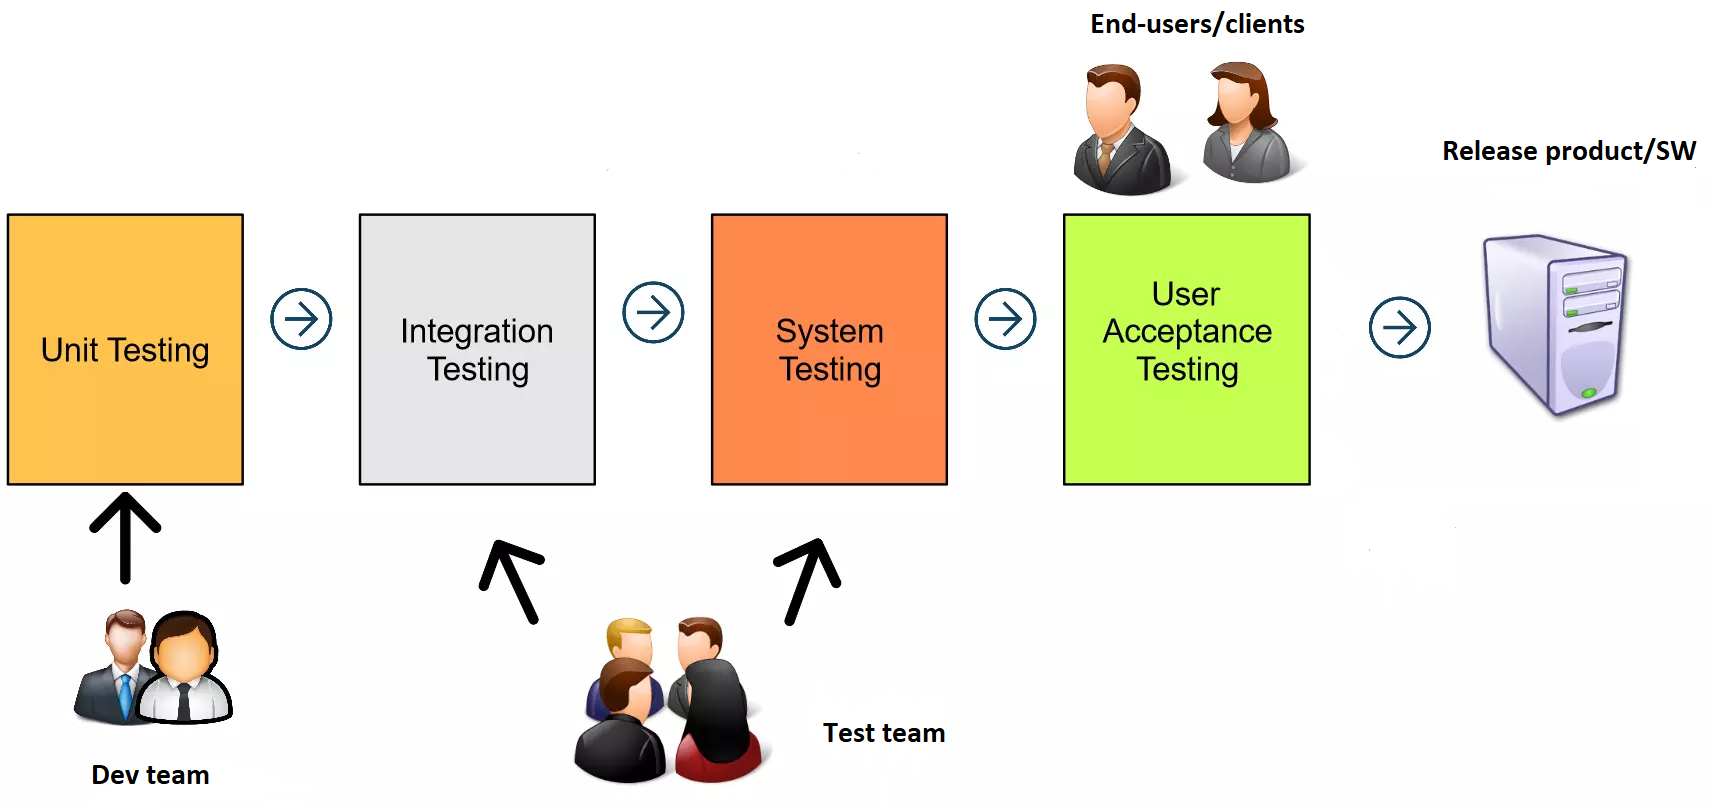 End-users/clients
Release product/SW
Unit Testing
Integration
Testing
System
Testing
User
Acceptance
Testing
Dev team
Test team